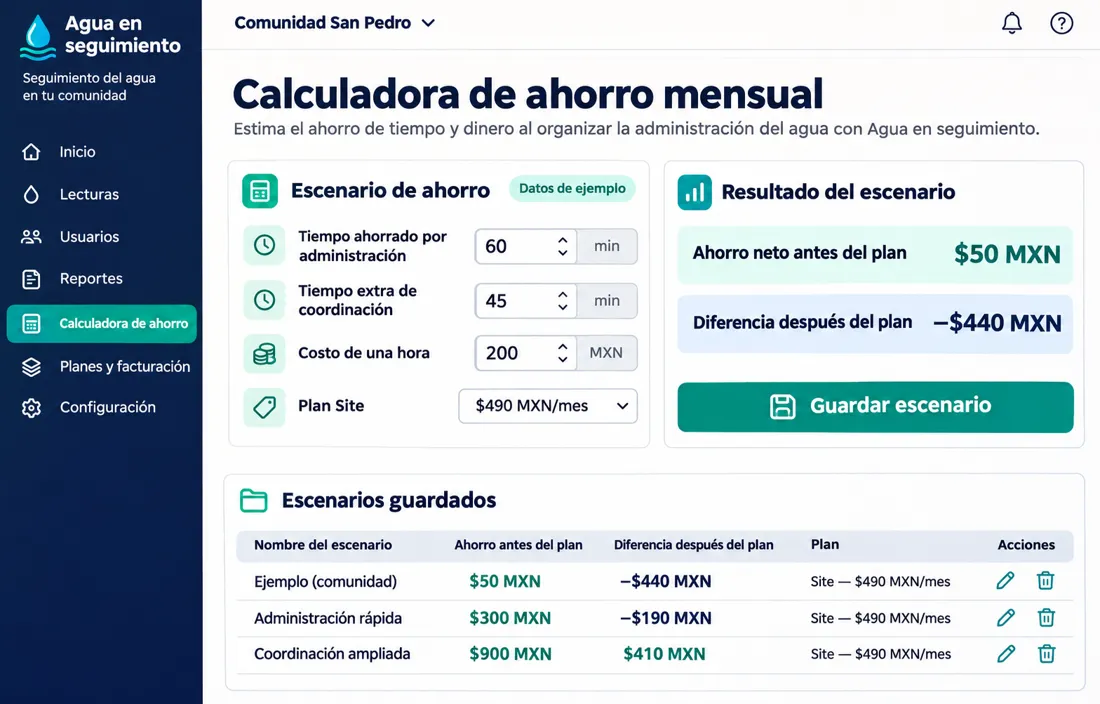 Agua en
seguimiento
Seguimiento del agua
en tu comunidad
Inicio
Lecturas
Usuarios
Reportes
Calculadora de ahorro
Planes y facturación
Configuración
Comunidad San Pedro
?
Calculadora de ahorro mensual
Estima el ahorro de tiempo y dinero al organizar la administración del agua con Agua en seguimiento.
Escenario de ahorro
Datos de ejemplo
Tiempo ahorrado por
administración
60 min
Tiempo extra de
coordinación
45 min
Costo de una hora
200 MXN
Plan Site
$490 MXN/mes
Resultado del escenario
Ahorro neto antes del plan $50 MXN
Diferencia después del plan –$440 MXN
Guardar escenario
Escenarios guardados
Nombre del escenario Ahorro antes del plan Diferencia después del plan Plan Acciones
Ejemplo (comunidad) $50 MXN –$440 MXN Site — $490 MXN/mes
Administración rápida $300 MXN –$190 MXN Site — $490 MXN/mes
Coordinación ampliada $900 MXN $410 MXN Site — $490 MXN/mes